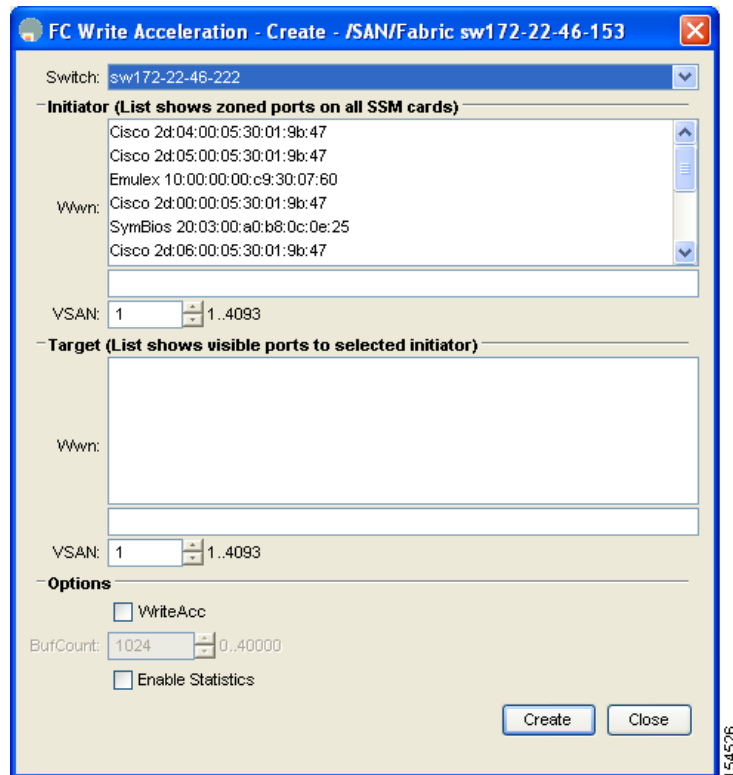 FC Write Acceleration - Create - /SAN/Fabric sw172-22-46-153
Switch: sw172-22-46-222
Initiator (List shows zoned ports on all SSM cards)
Cisco 2d:04:00:05:30:01:9b:47
Cisco 2d:05:00:05:30:01:9b:47
Emulex 10:00:00:00:c9:30:07:60
Wwn: Cisco 2d:00:00:05:30:01:9b:47
SymBios 20:03:00:a0:b8:0c:0e:25
Cisco 2d:06:00:05:30:01:9b:47
VSAN: 1 1..4093
Target (List shows visible ports to selected initiator)
Wwn:
VSAN: 1 1..4093
Options
WriteAcc
BufCount: 1024 0..40000
Enable Statistics
Create Close
154526